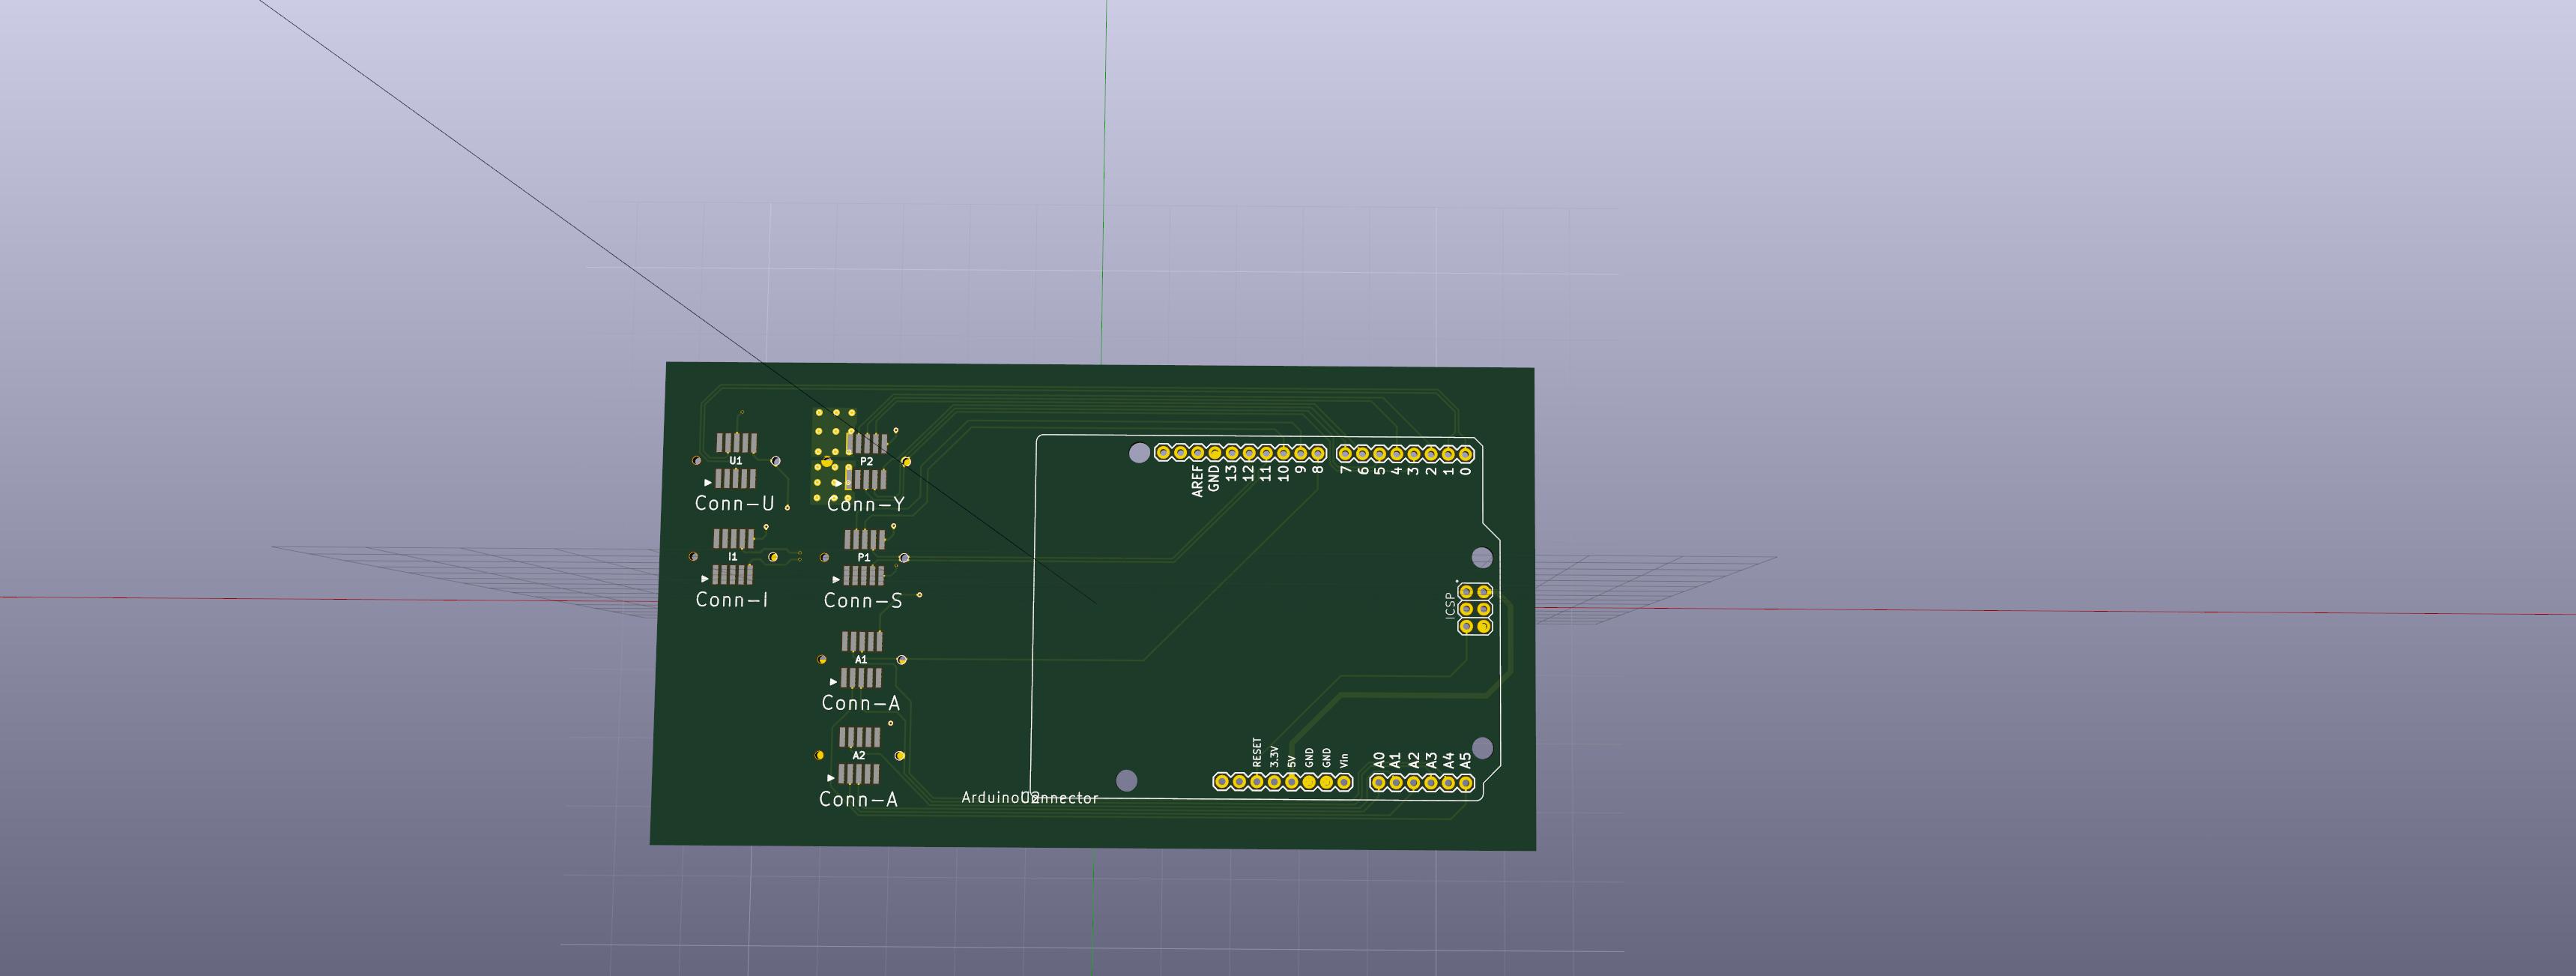 U1
Conn-U
P2
Conn-Y
I1
Conn-I
P1
Conn-S
A1
Conn-A
A2
Conn-A
AREF
GND
13
12
11
10
9
8
7
6
5
4
3
2
1
0
ICSP
RESET
3.3V
5V
GND
GND
Vin
A0
A1
A2
A3
A4
A5